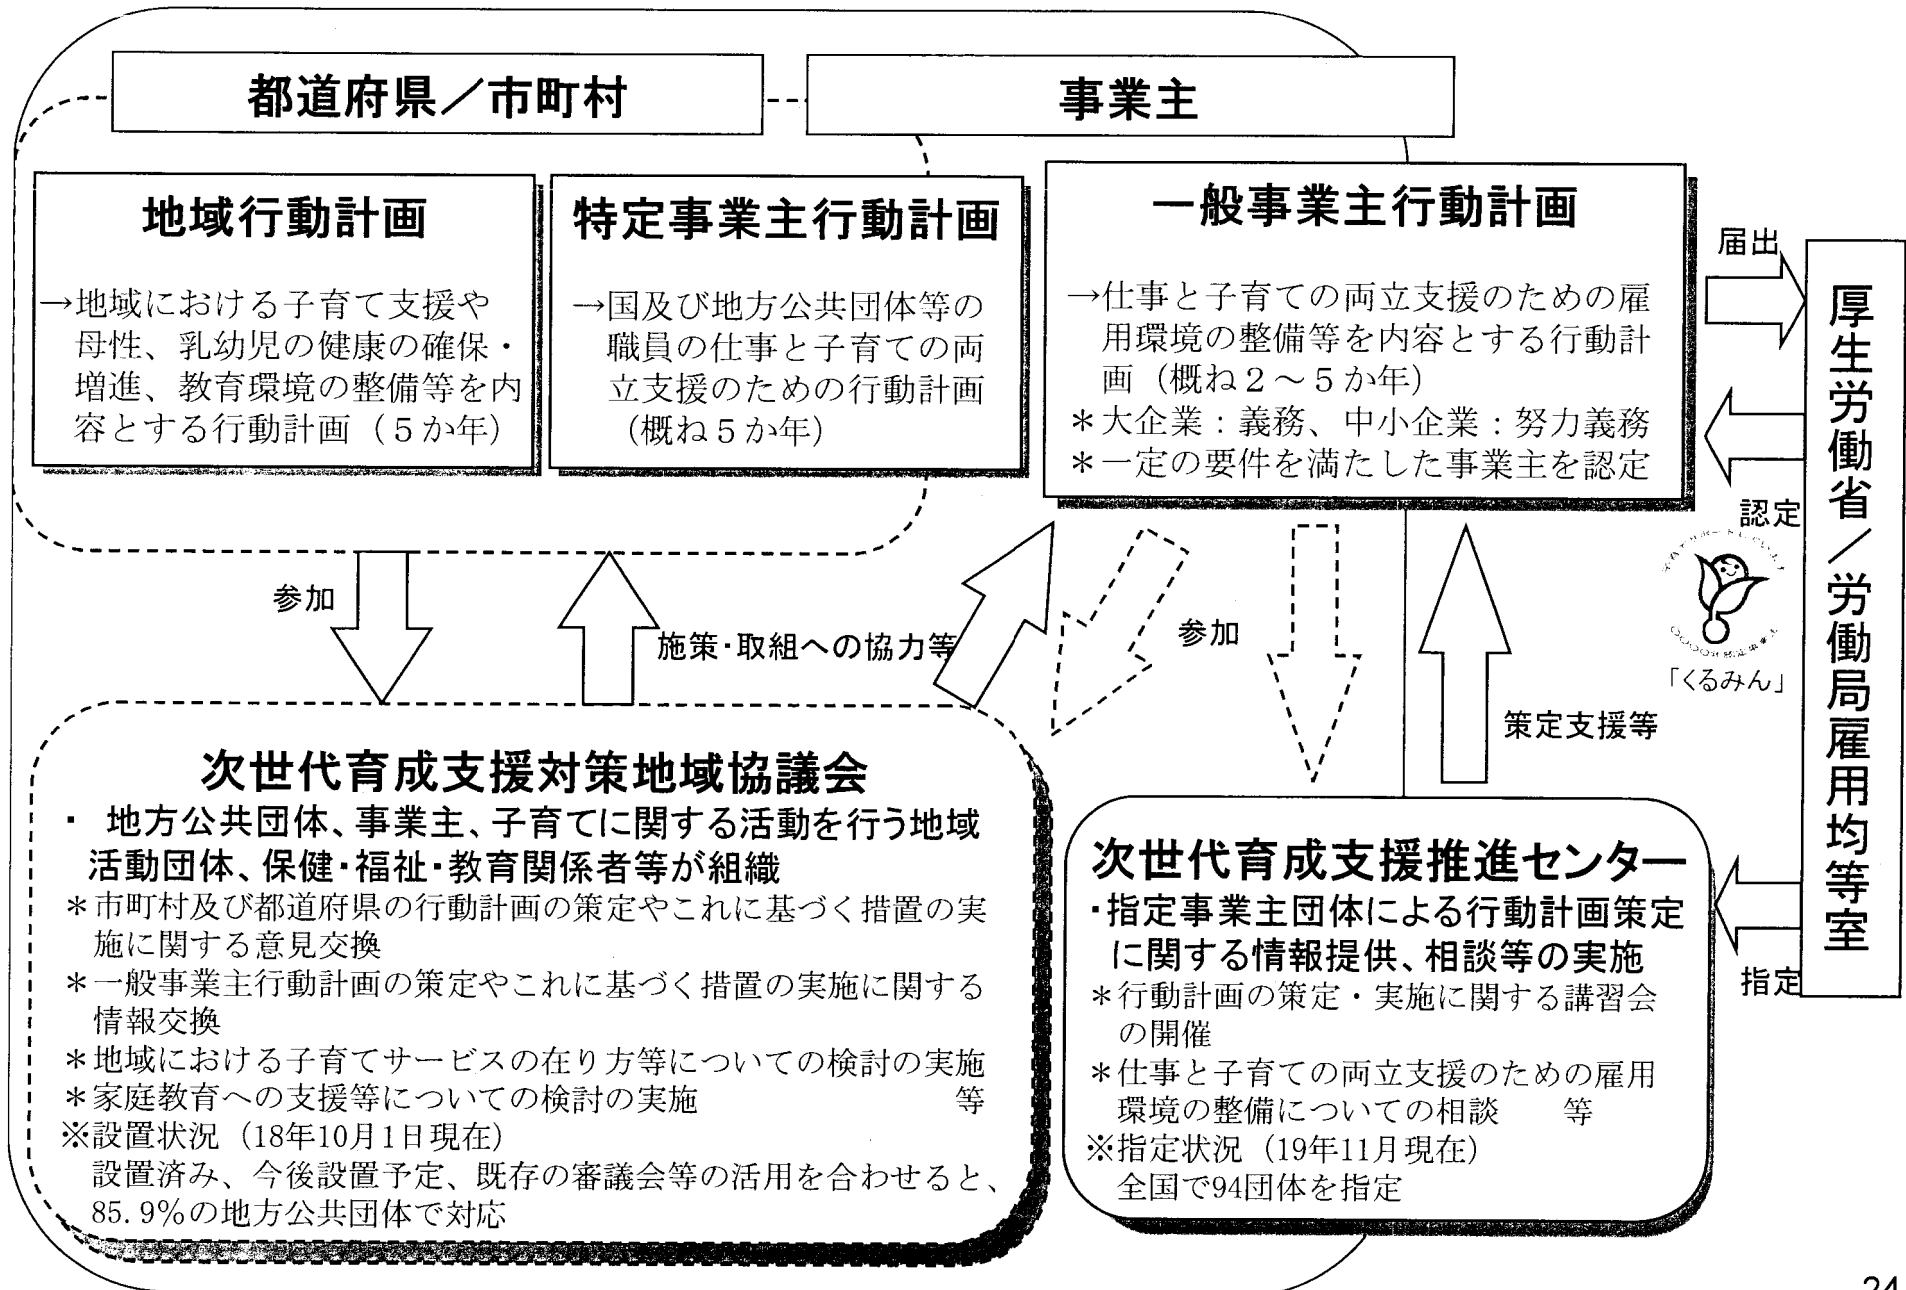 都道府県／市町村
事業主
地域行動計画
→地域における子育て支援や
母性、乳幼児の健康の確保・
増進、教育環境の整備等を内
容とする行動計画（５か年）
特定事業主行動計画
→国及び地方公共団体等の
職員の仕事と子育ての両
立支援のための行動計画
（概ね５か年）
一般事業主行動計画
→仕事と子育ての両立支援のための雇
用環境の整備等を内容とする行動計
画（概ね２～５か年）
＊大企業：義務、中小企業：努力義務
＊一定の要件を満たした事業主を認定
届出
認定
「くるみん」
指定
厚生労働省／労働局雇用均等室
参加
施策・取組への協力等
参加
策定支援等
次世代育成支援対策地域協議会
・ 地方公共団体、事業主、子育てに関する活動を行う地域
活動団体、保健・福祉・教育関係者等が組織
＊市町村及び都道府県の行動計画の策定やこれに基づく措置の実
施に関する意見交換
＊一般事業主行動計画の策定やこれに基づく措置の実施に関する
情報交換
＊地域における子育てサービスの在り方等についての検討の実施
＊家庭教育への支援等についての検討の実施 等
※設置状況（18年10月1日現在）
設置済み、今後設置予定、既存の審議会等の活用を合わせると、
85.9％の地方公共団体で対応
次世代育成支援推進センター
・指定事業主団体による行動計画策定
に関する情報提供、相談等の実施
＊行動計画の策定・実施に関する講習会
の開催
＊仕事と子育ての両立支援のための雇用
環境の整備についての相談 等
※指定状況（19年11月現在）
全国で94団体を指定
24